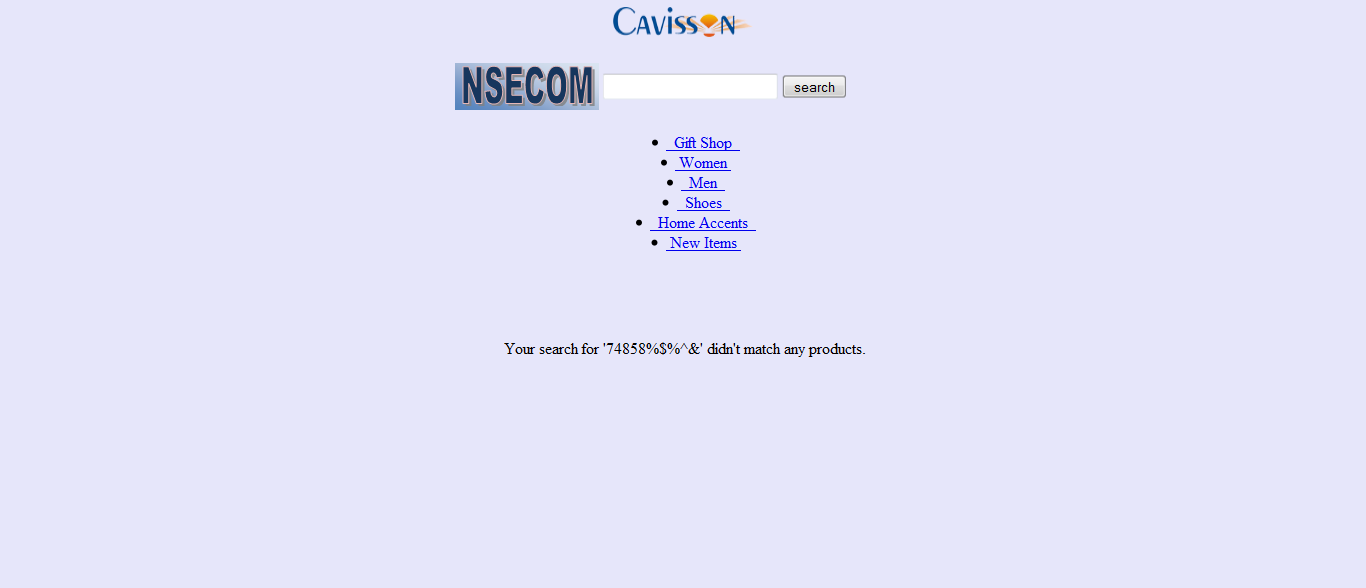 CAVISSON
NSECOM search
Gift Shop
Women
Men
Shoes
Home Accents
New Items
Your search for '74858%$%^&' didn't match any products.